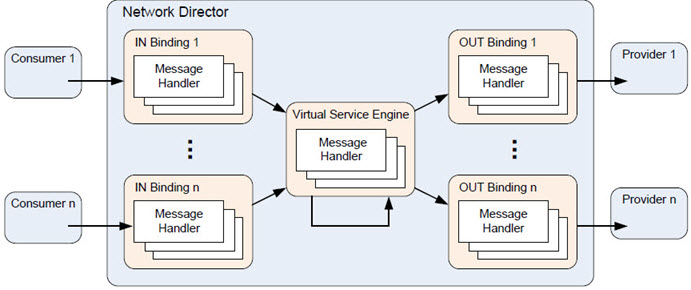 Network Director
Consumer 1
IN Binding 1
Message
Handler
OUT Binding 1
Message
Handler
Provider 1
Virtual Service Engine
Message
Handler
Consumer n
IN Binding n
Message
Handler
OUT Binding n
Message
Handler
Provider n